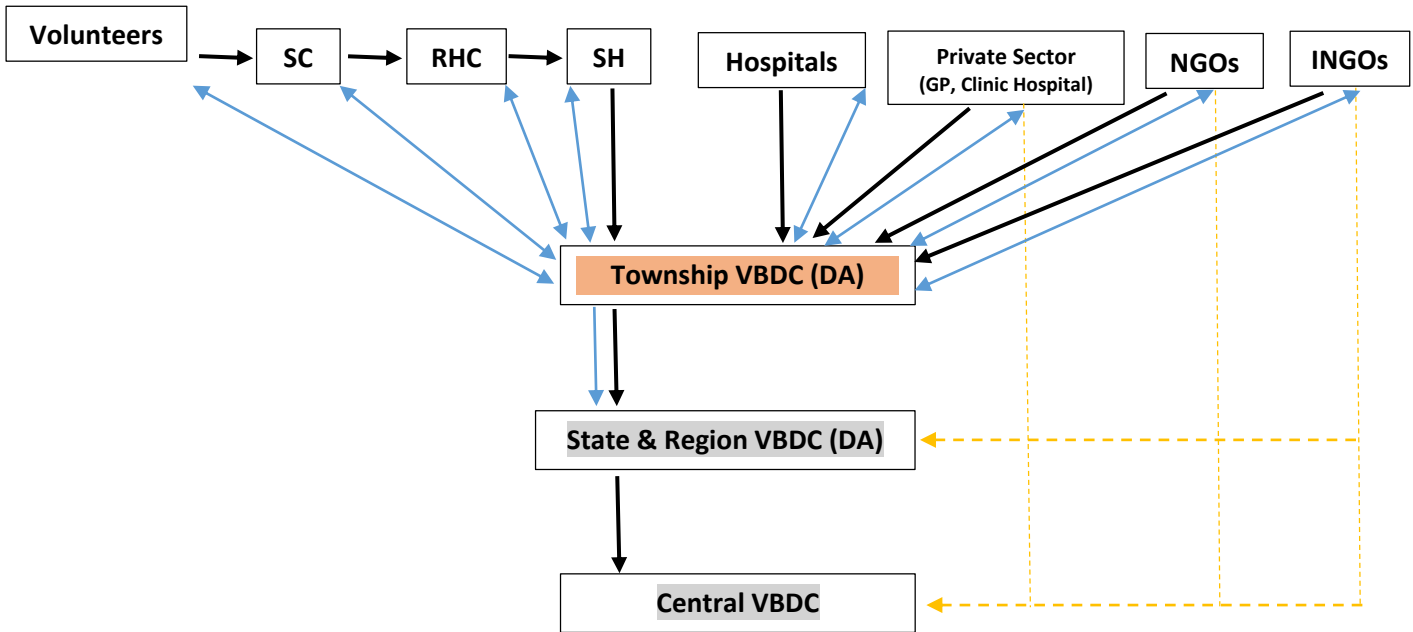 Volunteers
SC
RHC
SH
Hospitals
Private Sector
(GP, Clinic Hospital)
NGOs
INGOs
Township VBDC (DA)
State & Region VBDC (DA)
Central VBDC